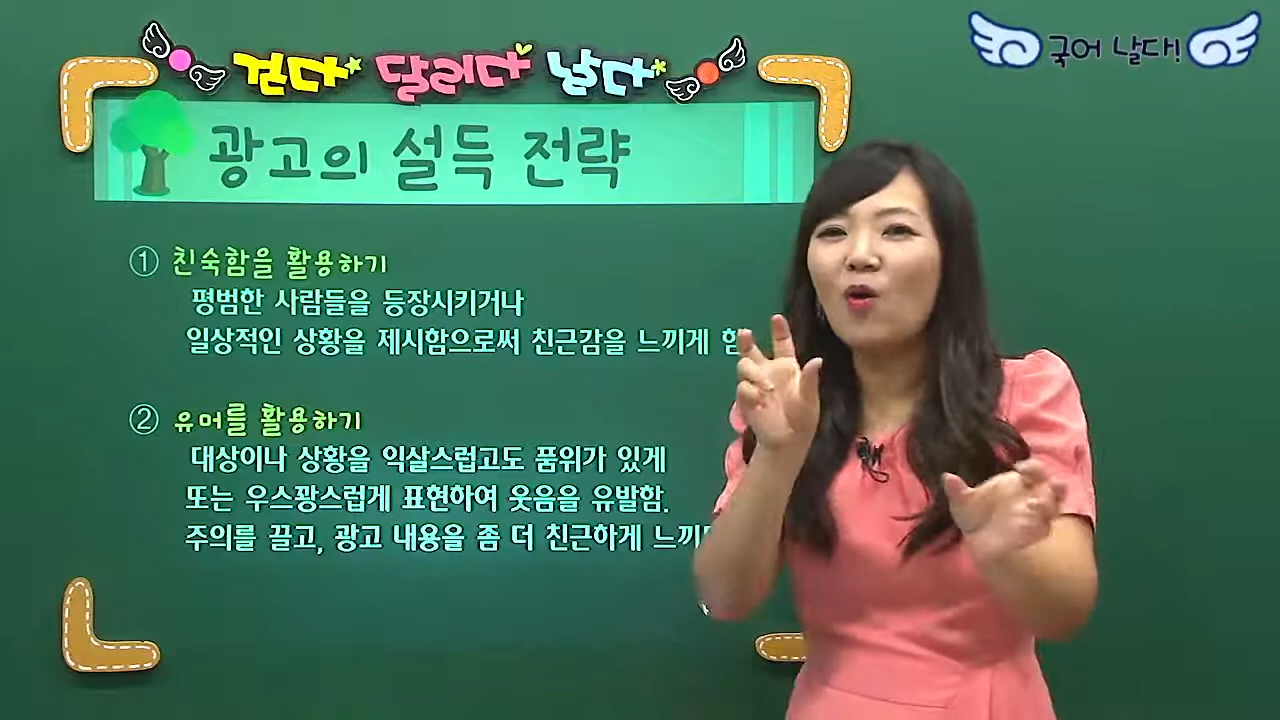 걷다 달리다 날다
국어 날다!
광고의 설득 전략
① 친숙함을 활용하기
평범한 사람들을 등장시키거나
일상적인 상황을 제시함으로써 친근감을 느끼게
② 유머를 활용하기
대상이나 상황을 익살스럽고도 품위가 있게
또는 우스꽝스럽게 표현하여 웃음을 유발함.
주의를 끌고, 광고 내용을 좀 더 친근하게